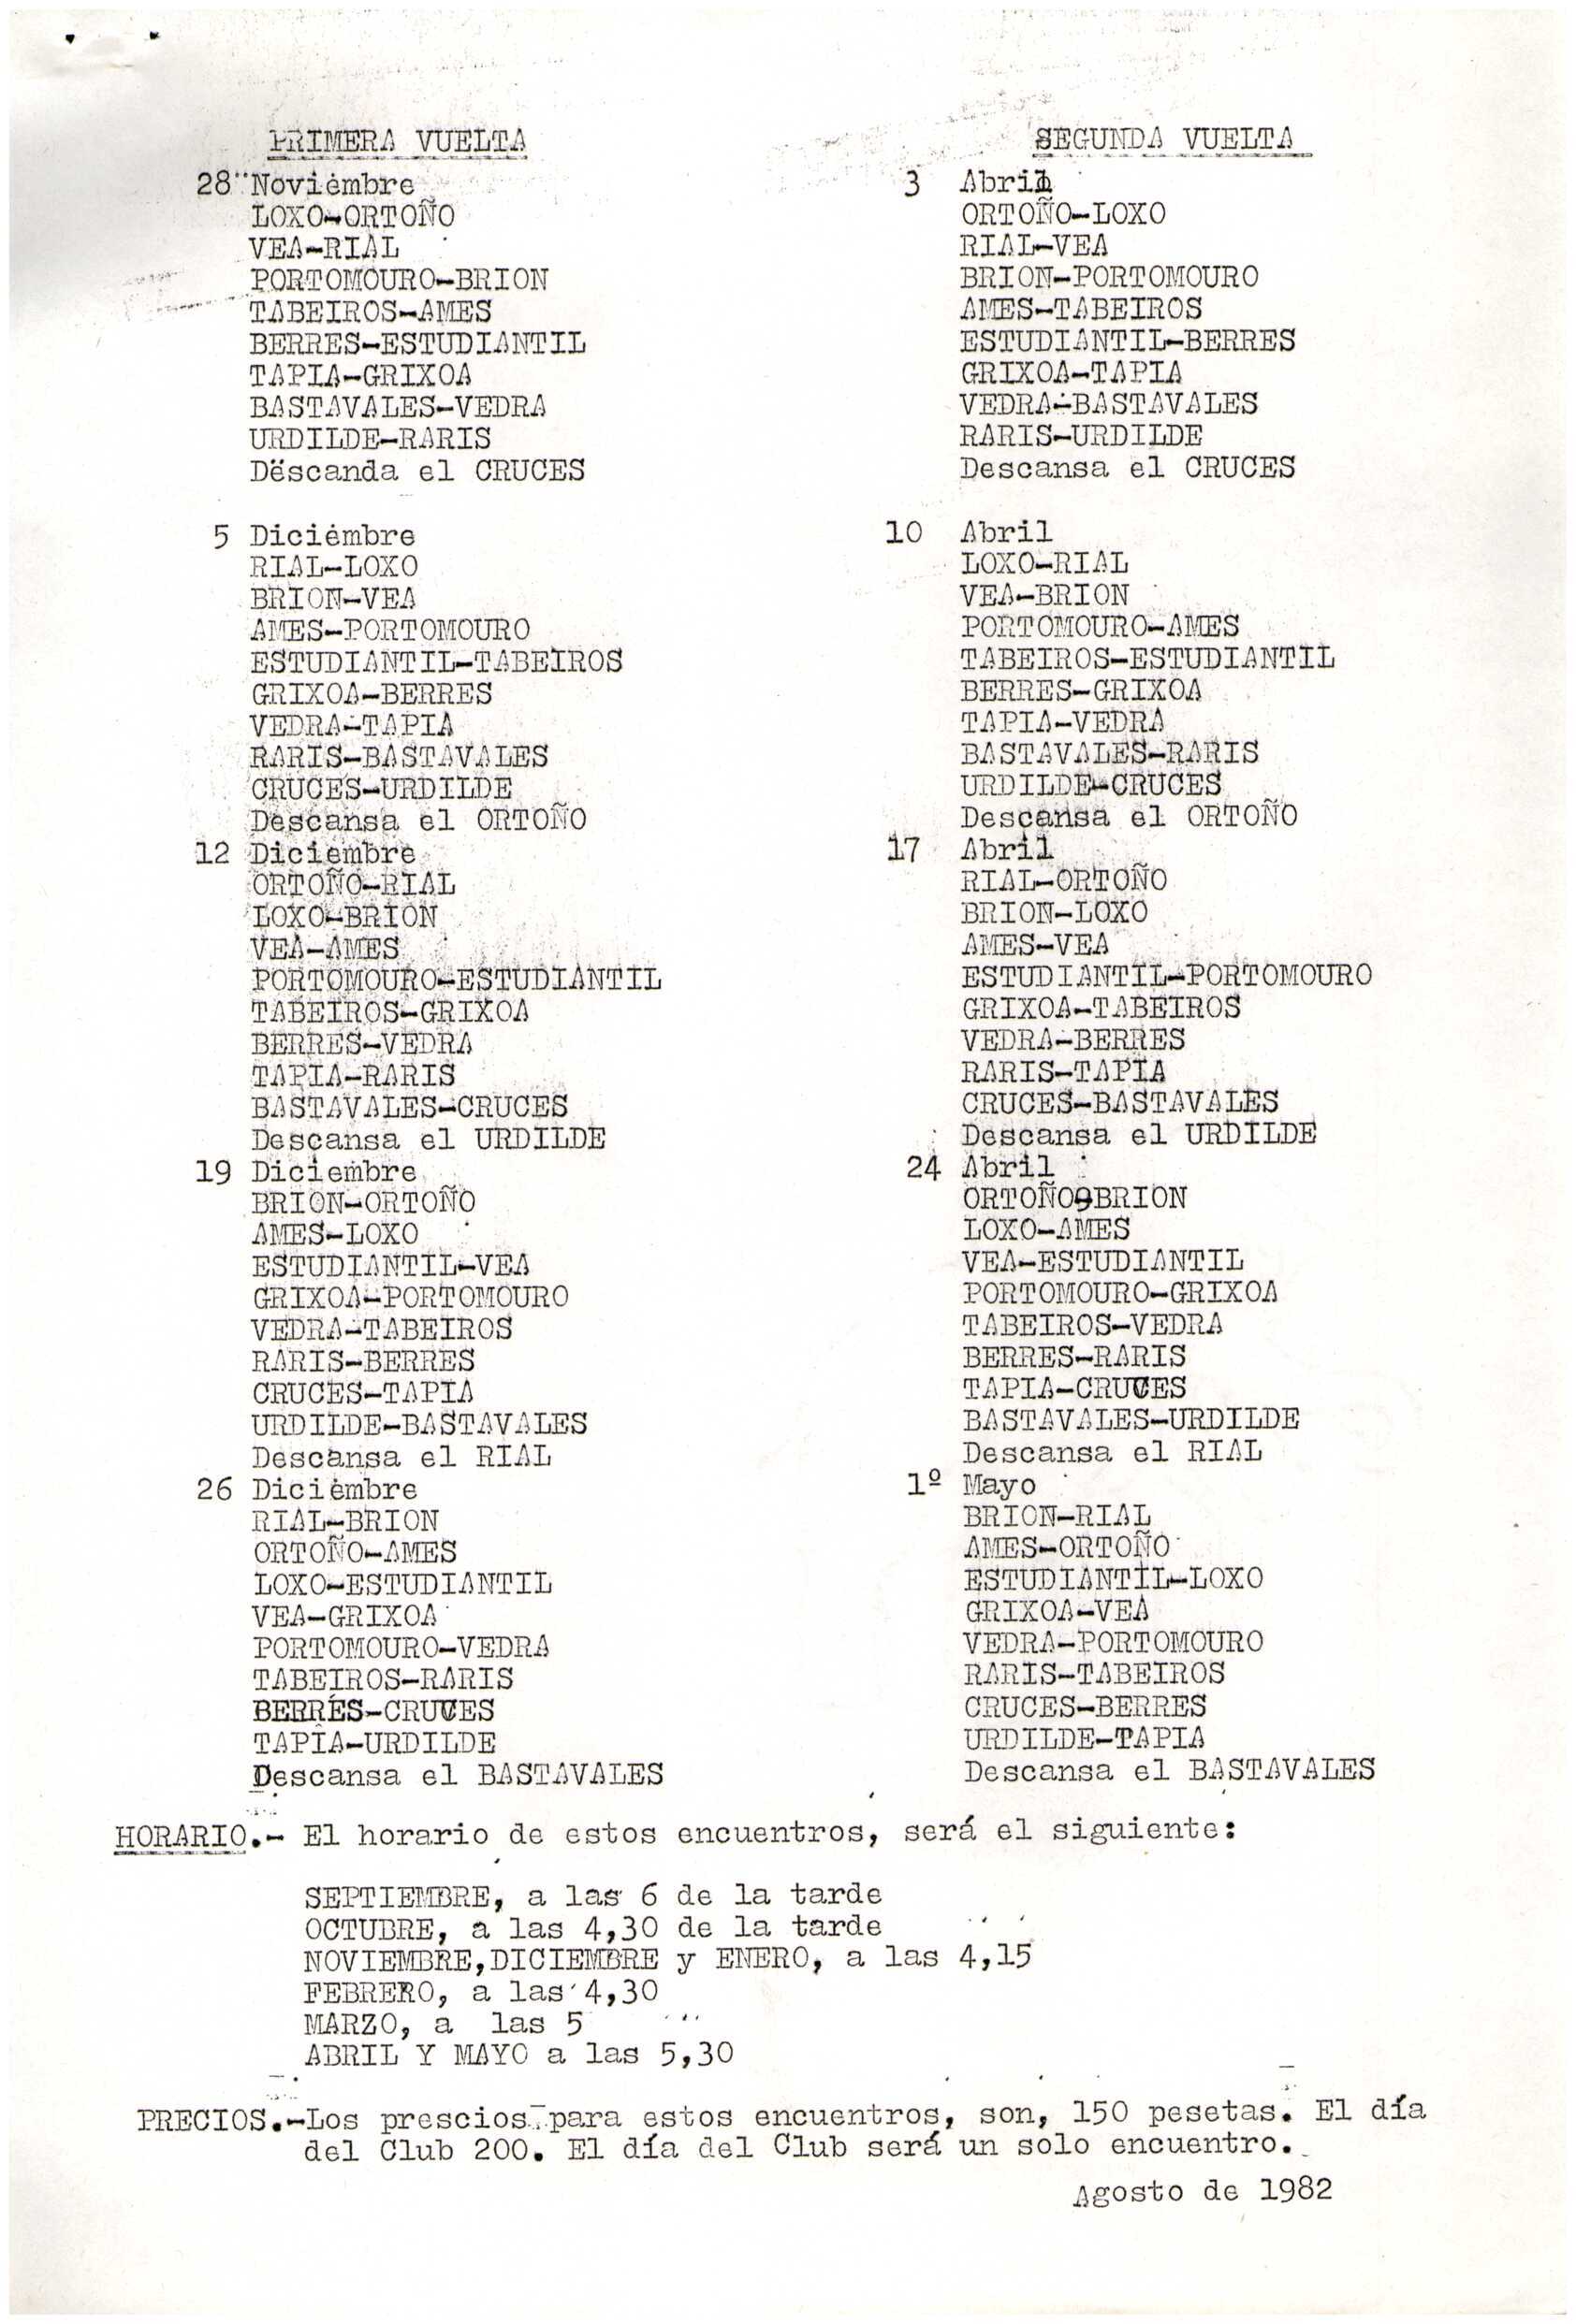 PRIMERA VUELTA
28 Noviembre
LOXO-ORTOÑO
VEA-RIAL
PORTOMOURO-BRION
TABEIROS-AMES
BERRES-ESTUDIANTIL
TAPIA-GRIXOA
BASTAVALES-VEDRA
URDILDE-RARIS
Descanda el CRUCES
5 Diciembre
RIAL-LOXO
BRION-VEA
AMES-PORTOMOURO
ESTUDIANTIL-TABEIROS
GRIXOA-BERRES
VEDRA-TAPIA
RARIS-BASTAVALES
CRUCES-URDILDE
Descansa el ORTOÑO
12 Diciembre
ORTOÑO-RIAL
LOXO-BRION
VEA-AMES
PORTOMOURO-ESTUDIANTIL
TABEIROS-GRIXOA
BERRES-VEDRA
TAPIA-RARIS
BASTAVALES-CRUCES
Descansa el URDILDE
19 Diciembre
BRION-ORTOÑO
AMES-LOXO
ESTUDIANTIL-VEA
GRIXOA-PORTOMOURO
VEDRA-TABEIROS
RARIS-BERRES
CRUCES-TAPIA
URDILDE-BASTAVALES
Descansa el RIAL
26 Diciembre
RIAL-BRION
ORTOÑO-AMES
LOXO-ESTUDIANTIL
VEA-GRIXOA
PORTOMOURO-VEDRA
TABEIROS-RARIS
BERRES-CRUCES
TAPIA-URDILDE
Descansa el BASTAVALES
SEGUNDA VUELTA
3 Abril
ORTOÑO-LOXO
RIAL-VEA
BRION-PORTOMOURO
AMES-TABEIROS
ESTUDIANTIL-BERRES
GRIXOA-TAPIA
VEDRA-BASTAVALES
RARIS-URDILDE
Descansa el CRUCES
10 Abril
LOXO-RIAL
VEA-BRION
PORTOMOURO-AMES
TABEIROS-ESTUDIANTIL
BERRES-GRIXOA
TAPIA-VEDRA
BASTAVALES-RARIS
URDILDE-CRUCES
Descansa el ORTOÑO
17 Abril
RIAL-ORTOÑO
BRION-LOXO
AMES-VEA
ESTUDIANTIL-PORTOMOURO
GRIXOA-TABEIROS
VEDRA-BERRES
RARIS-TAPIA
CRUCES-BASTAVALES
Descansa el URDILDE
24 Abril
ORTOÑO9BRION
LOXO-AMES
VEA-ESTUDIANTIL
PORTOMOURO-GRIXOA
TABEIROS-VEDRA
BERRES-RARIS
TAPIA-CRUCES
BASTAVALES-URDILDE
Descansa el RIAL
1º Mayo
BRION-RIAL
AMES-ORTOÑO
ESTUDIANTIL-LOXO
GRIXOA-VEA
VEDRA-PORTOMOURO
RARIS-TABEIROS
CRUCES-BERRES
URDILDE-TAPIA
Descansa el BASTAVALES
HORARIO.- El horario de estos encuentros, será el siguiente:
SEPTIEMBRE, a las 6 de la tarde
OCTUBRE, a las 4,30 de la tarde
NOVIEMBRE,DICIEMBRE y ENERO, a las 4,15
FEBRERO, a las 4,30
MARZO, a las 5
ABRIL Y MAYO a las 5,30
PRECIOS.-Los prescios para estos encuentros, son, 150 pesetas. El día
del Club 200. El día del Club será un solo encuentro.
Agosto de 1982